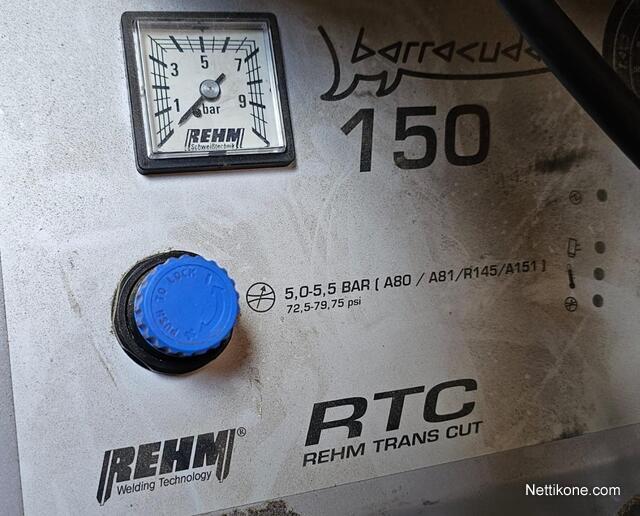 barracuda
150
1 3 5 7 9
bar
REHM
Schweißtechnik
PUSH TO LOCK
5,0-5,5 BAR ( A80 / A81/R145/A151 )
72,5-79,75 psi
RTC
REHM TRANS CUT
REHM®
Welding Technology
Nettikone.com